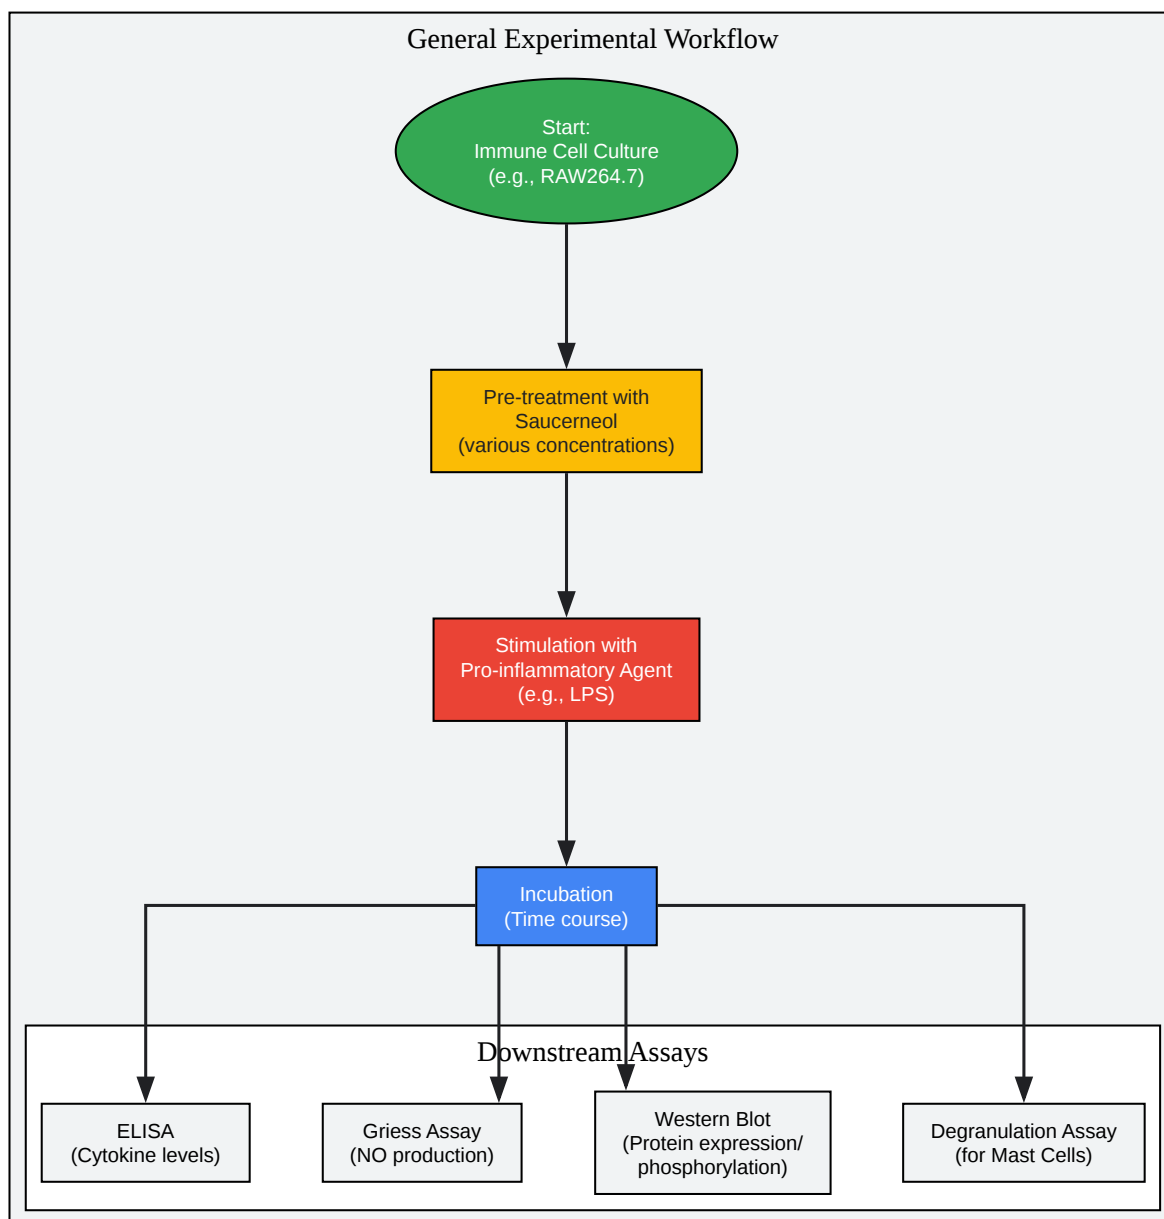 General Experimental Workflow
Start:
Immune Cell Culture
(e.g., RAW264.7)
Pre-treatment with
Saucerneol
(various concentrations)
Stimulation with
Pro-inflammatory Agent
(e.g., LPS)
Incubation
(Time course)
Downstream Assays
ELISA
(Cytokine levels)
Griess Assay
(NO production)
Western Blot
(Protein expression/
phosphorylation)
Degranulation Assay
(for Mast Cells)